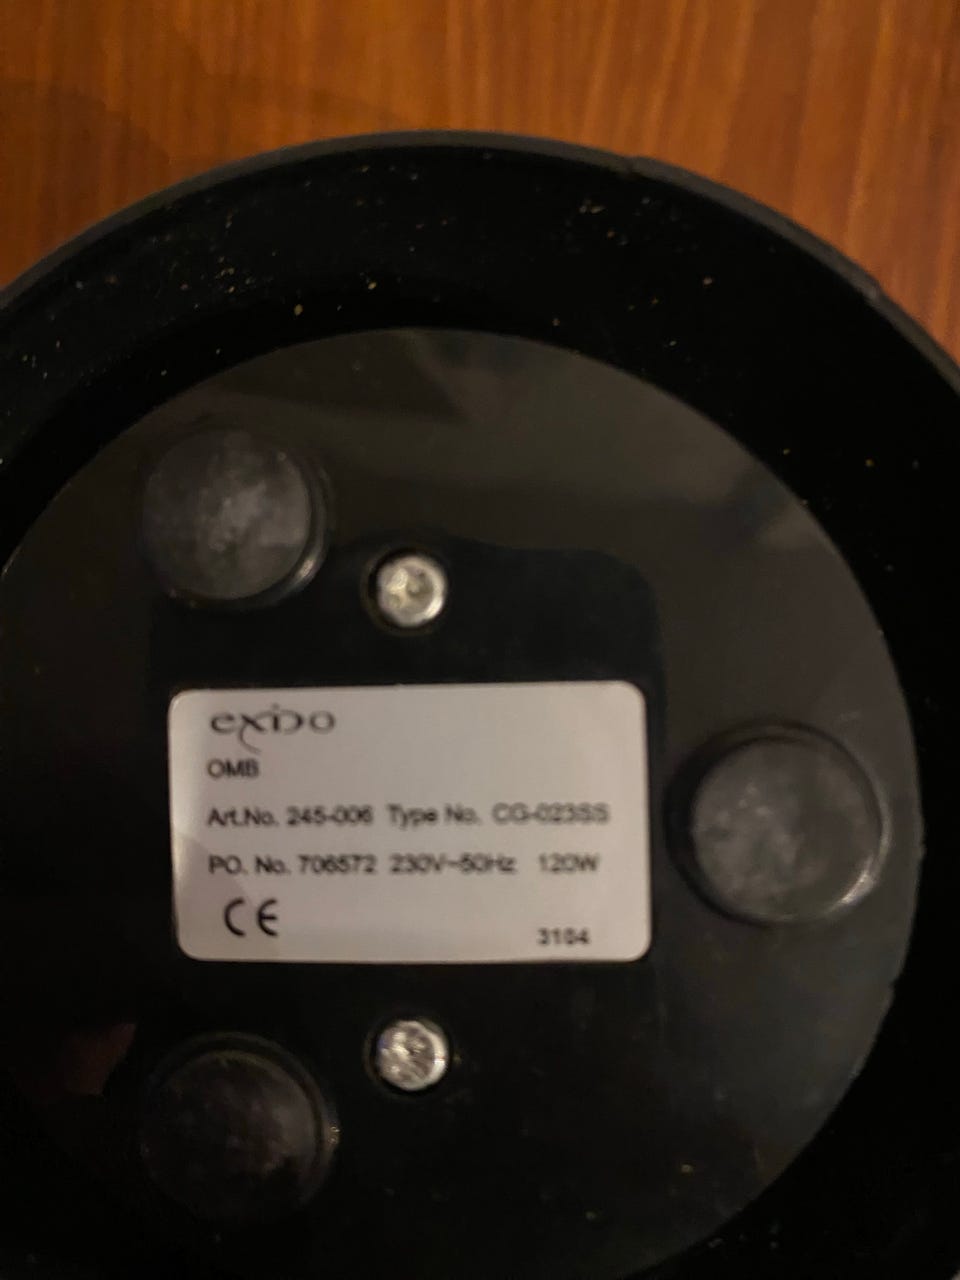 exido
OMB
Art.No. 245-006 Type No. CG-023SS
PO. No. 706572 230V~50Hz 120W
CE
3104